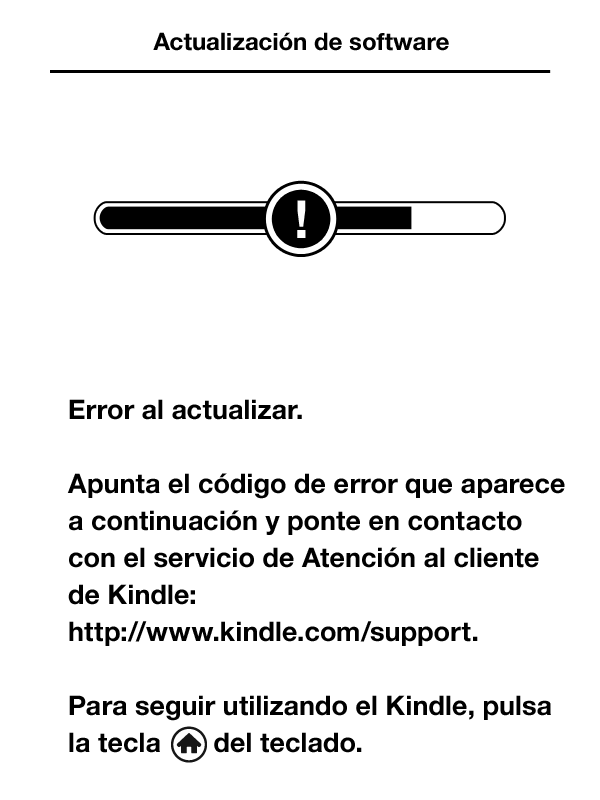 Actualización de software
!
Error al actualizar.
Apunta el código de error que aparece
a continuación y ponte en contacto
con el servicio de Atención al cliente
de Kindle:
http://www.kindle.com/support.
Para seguir utilizando el Kindle, pulsa
la tecla del teclado.